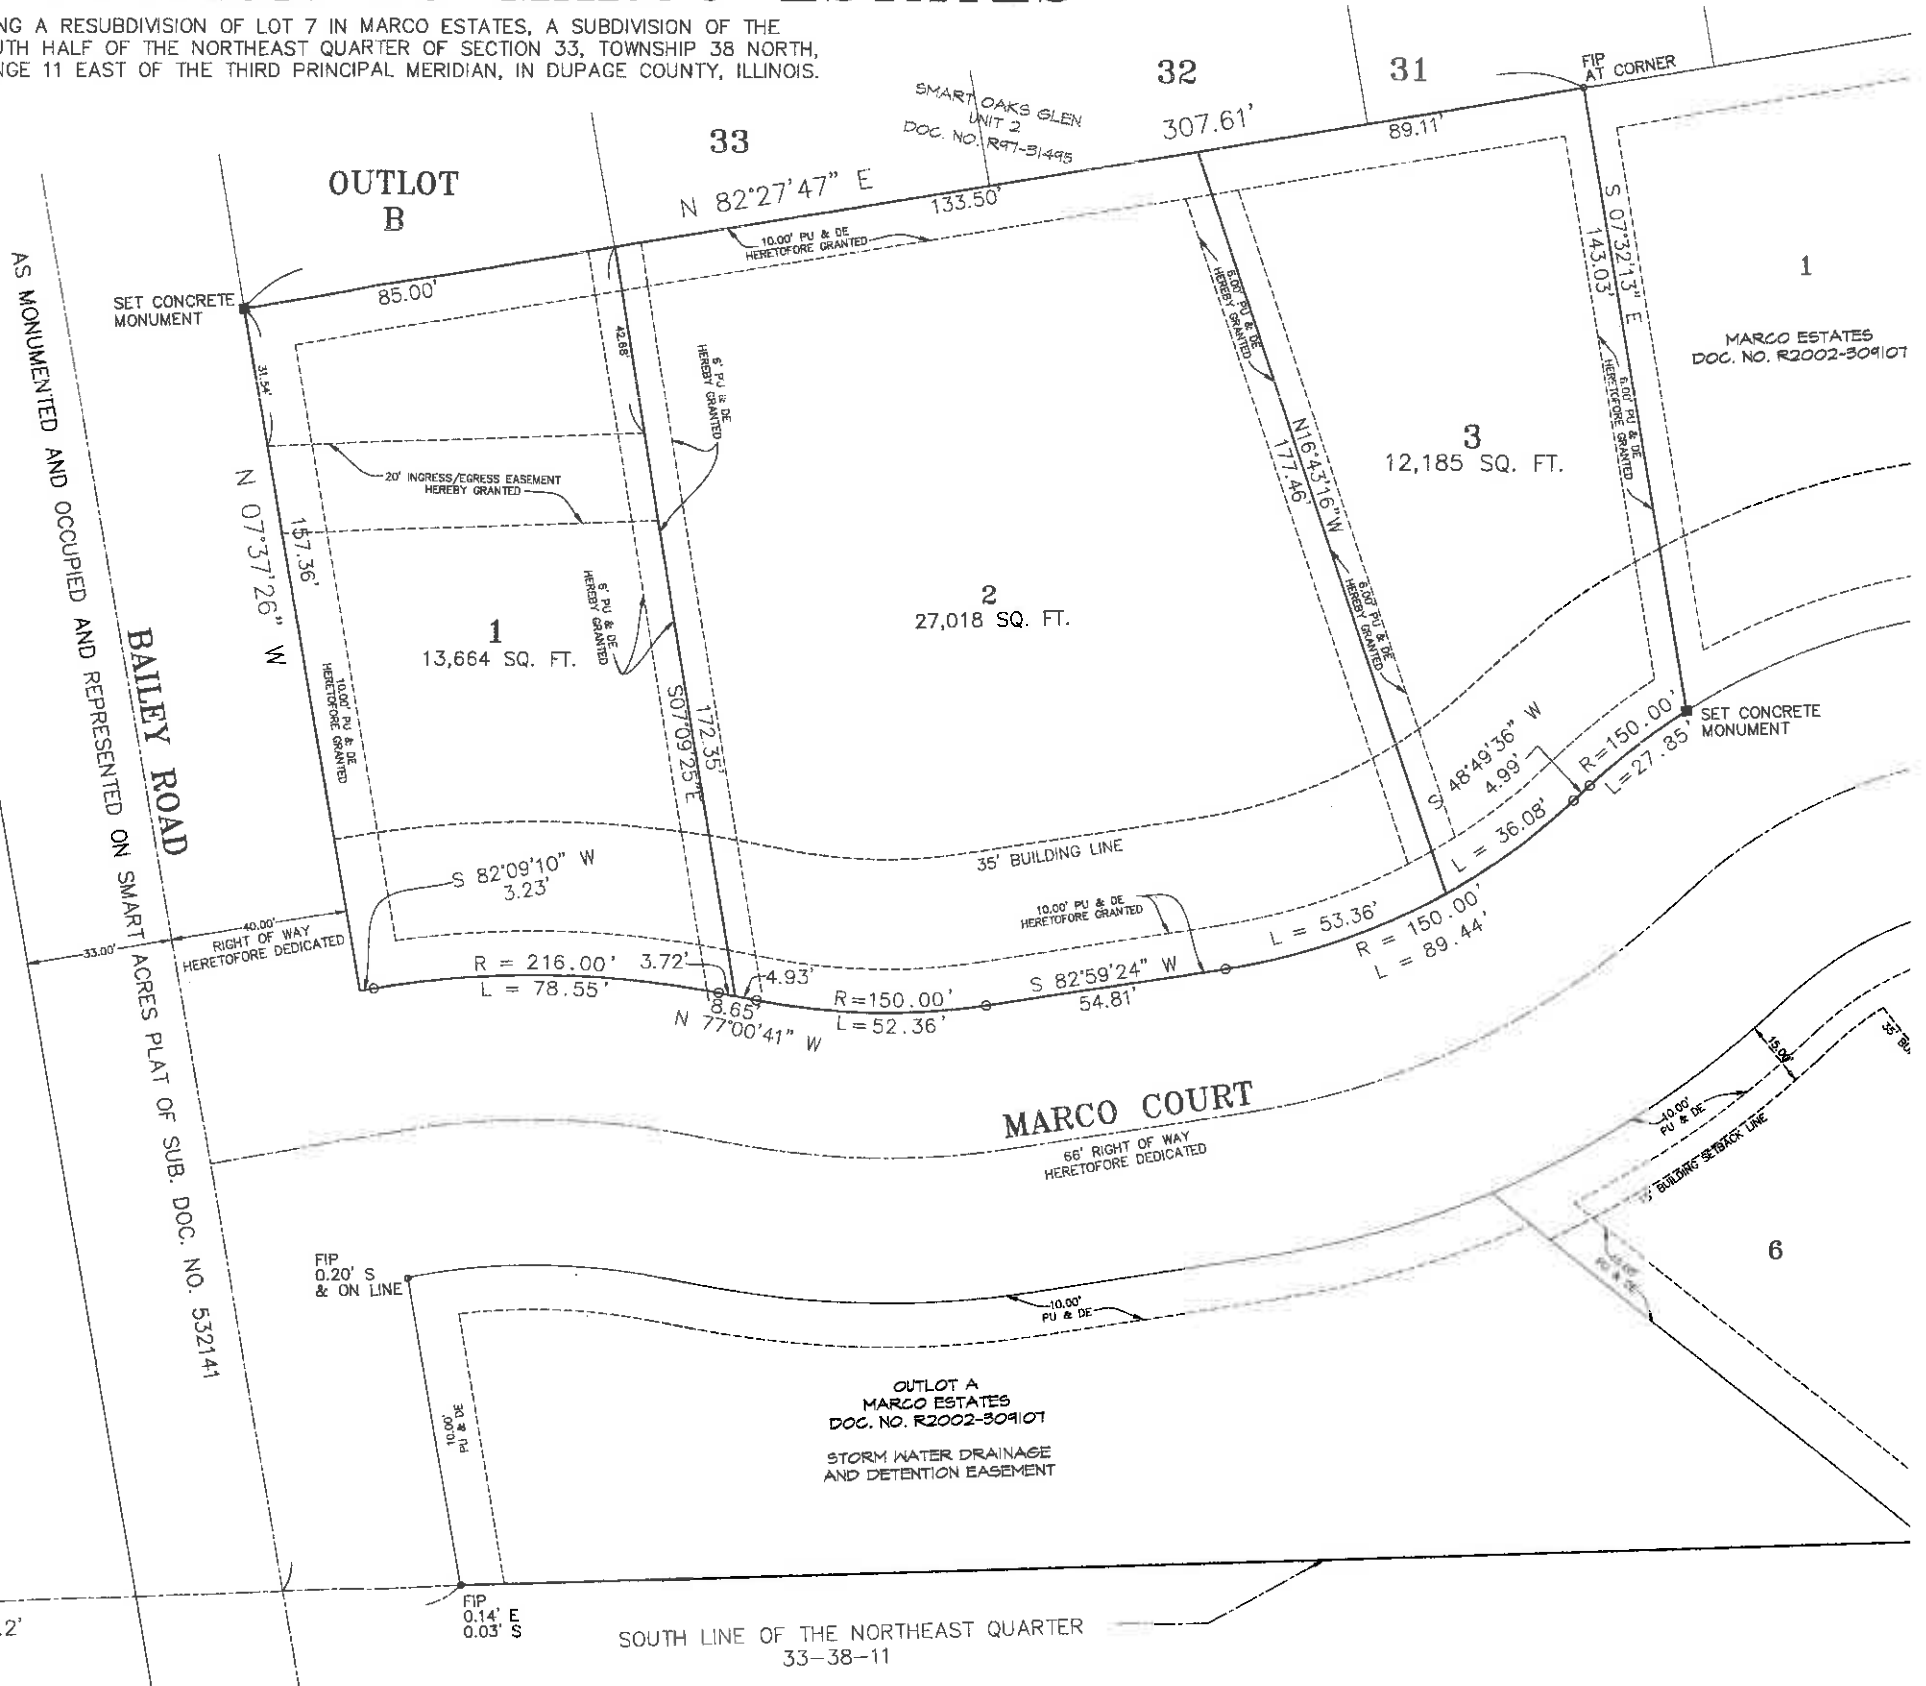 NG A RESUBDIVISION OF LOT 7 IN MARCO ESTATES, A SUBDIVISION OF THE
UTH HALF OF THE NORTHEAST QUARTER OF SECTION 33, TOWNSHIP 38 NORTH,
NGE 11 EAST OF THE THIRD PRINCIPAL MERIDIAN, IN DUPAGE COUNTY, ILLINOIS.
OUTLOT
B
33
SMART OAKS GLEN
UNIT 2
DOC. NO. R97-31495
32
31
FIP
AT CORNER
N 82°27'47" E
307.61'
85.00'
133.50'
89.11'
10.00' PU & DE
HERETOFORE GRANTED
SET CONCRETE
MONUMENT
31.54'
42.68'
6' PU & DE
HEREBY GRANTED
6.00' PU & DE
HEREBY GRANTED
S 07°32'13" E
143.03'
6.00' PU & DE
HERETOFORE GRANTED
1
MARCO ESTATES
DOC. NO. R2002-309107
20' INGRESS/EGRESS EASEMENT
HEREBY GRANTED
N 07°37'26" W
157.36'
10.00' PU & DE
HERETOFORE GRANTED
1
13,664 SQ. FT.
6' PU & DE
HEREBY GRANTED
S07°09'25"E
172.35'
2
27,018 SQ. FT.
N16°43'16"W
177.46'
6.00' PU & DE
HEREBY GRANTED
3
12,185 SQ. FT.
AS MONUMENTED AND OCCUPIED AND REPRESENTED ON SMART ACRES PLAT OF SUB. DOC. NO. 532141
BAILEY ROAD
S 48°49'36" W
4.99'
R=150.00'
L=27.85'
SET CONCRETE
MONUMENT
35' BUILDING LINE
S 82°09'10" W
3.23'
10.00' PU & DE
HERETOFORE GRANTED
L = 36.08'
L = 53.36'
R = 150.00'
L = 89.44'
33.00'
40.00'
RIGHT OF WAY
HERETOFORE DEDICATED
R = 216.00'
L = 78.55'
3.72'
4.93'
8.65'
N 77°00'41" W
R=150.00'
L=52.36'
S 82°59'24" W
54.81'
MARCO COURT
66' RIGHT OF WAY
HERETOFORE DEDICATED
15.00'
35' BU
10.00'
PU & DE
BUILDING SETBACK LINE
PU & DE
6
FIP
0.20' S
& ON LINE
10.00'
PU & DE
10.00'
PU & DE
OUTLOT A
MARCO ESTATES
DOC. NO. R2002-309107
STORM WATER DRAINAGE
AND DETENTION EASEMENT
FIP
0.14' E
0.03' S
.2'
SOUTH LINE OF THE NORTHEAST QUARTER
33-38-11